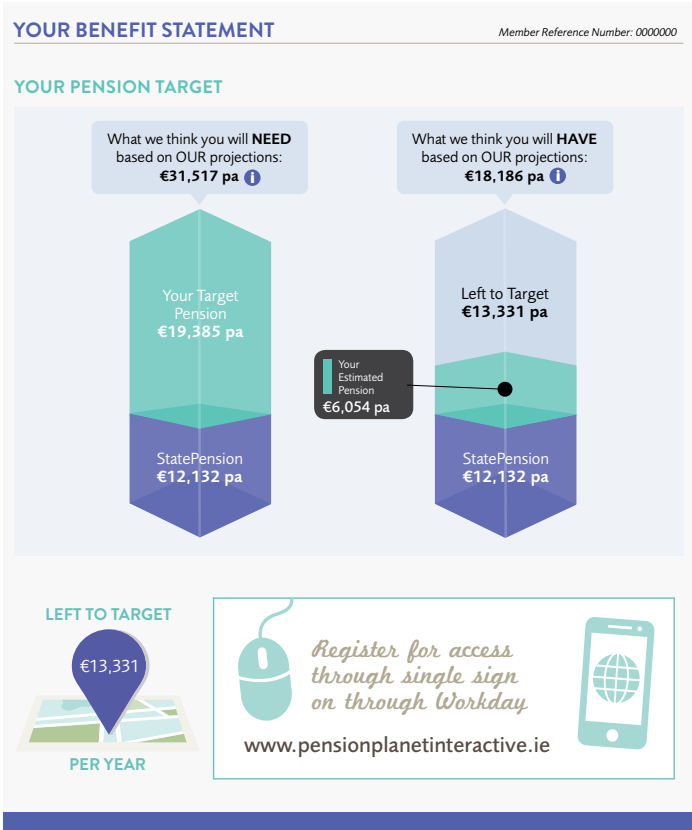 YOUR BENEFIT STATEMENT
Member Reference Number: 0000000
YOUR PENSION TARGET
What we think you will NEED
based on OUR projections:
€31,517 pa i
What we think you will HAVE
based on OUR projections:
€18,186 pa i
Your Target
Pension
€19,385 pa
Left to Target
€13,331 pa
Your
Estimated
Pension
€6,054 pa
StatePension
€12,132 pa
StatePension
€12,132 pa
LEFT TO TARGET
€13,331
PER YEAR
Register for access
through single sign
on through Workday
www.pensionplanetinteractive.ie